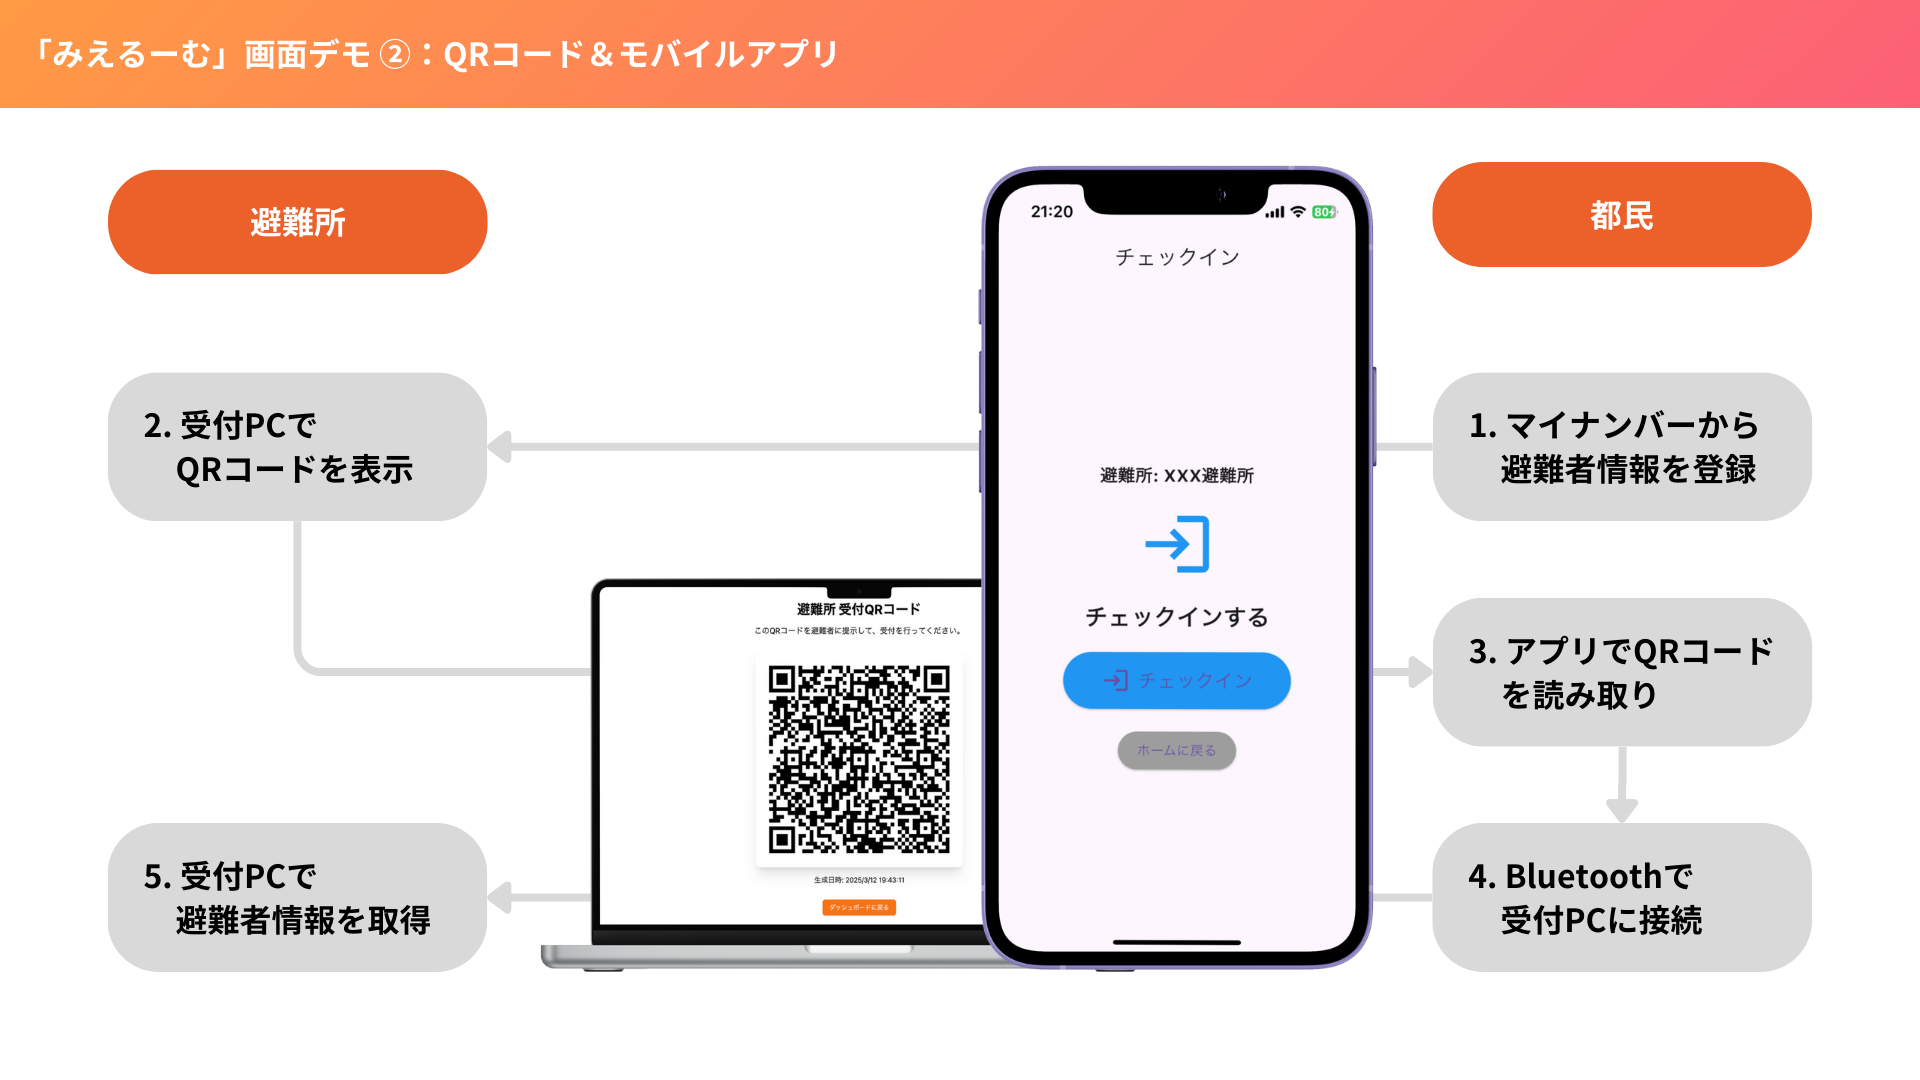 「みえるーむ」画面デモ ②：QRコード＆モバイルアプリ
避難所
都民
1. マイナンバーから
避難者情報を登録
2. 受付PCで
QRコードを表示
3. アプリでQRコード
を読み取り
4. Bluetoothで
受付PCに接続
5. 受付PCで
避難者情報を取得
避難所 受付QRコード
このQRコードを避難者に提示して、受付を行ってください。
生成日時: 2025/3/12 19:43:11
ダッシュボードに戻る
21:20
80
チェックイン
避難所: XXX避難所
チェックインする
チェックイン
ホームに戻る